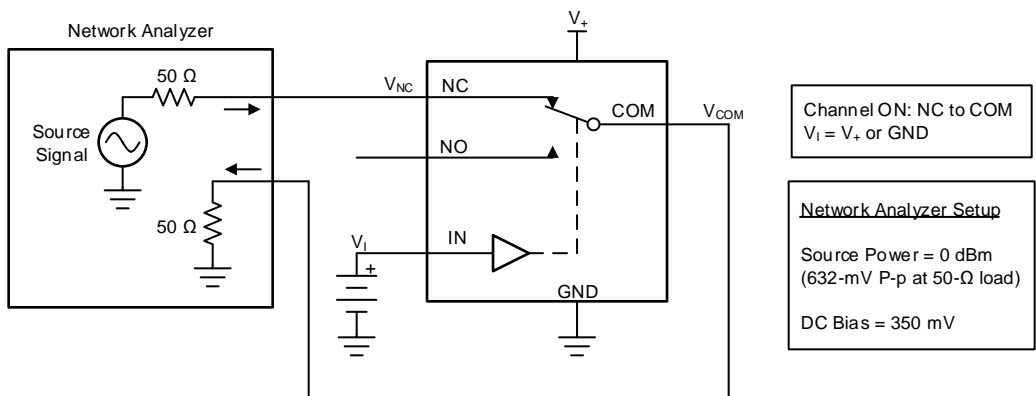 Network Analyzer
V+
50 Ω
VNC
NC
COM
VCOM
Source
Signal
NO
50 Ω
VI
IN
+
GND
Channel ON: NC to COM
VI = V+ or GND
Network Analyzer Setup
Source Power = 0 dBm
(632-mV P-p at 50-Ω load)
DC Bias = 350 mV